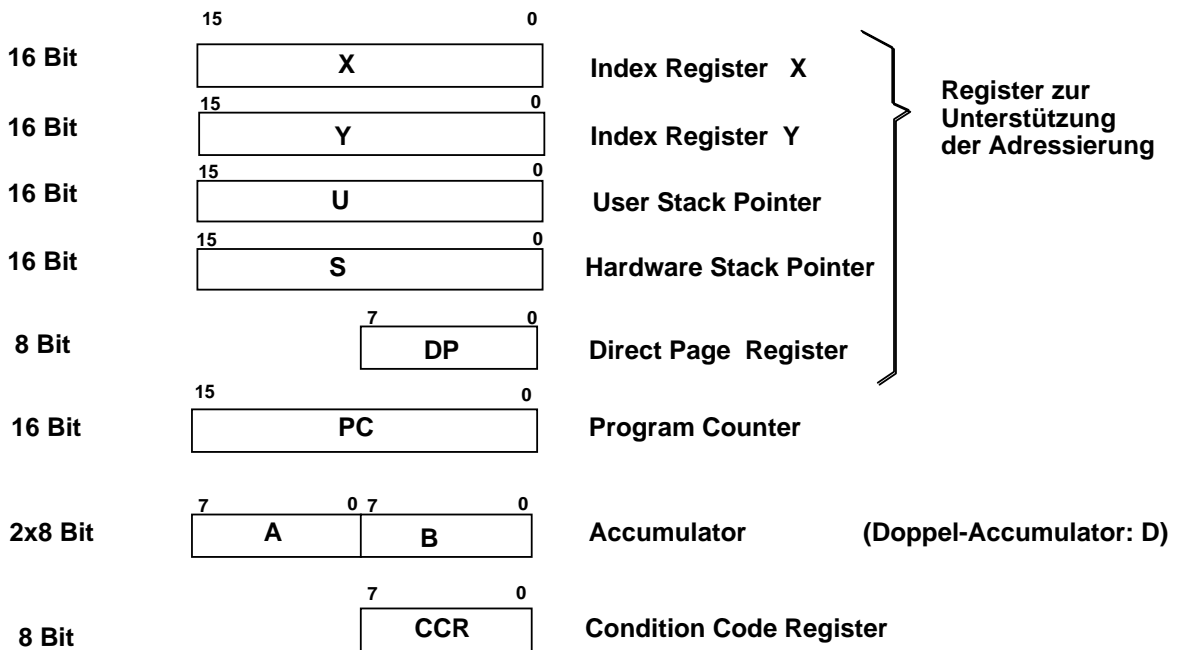 15 0
16 Bit X Index Register X
Register zur
Unterstützung
der Adressierung
15 0
16 Bit Y Index Register Y
15 0
16 Bit U User Stack Pointer
15 0
16 Bit S Hardware Stack Pointer
7 0
8 Bit DP Direct Page Register
15 0
16 Bit PC Program Counter
7 0 7 0
2x8 Bit A B Accumulator (Doppel-Accumulator: D)
7 0
8 Bit CCR Condition Code Register